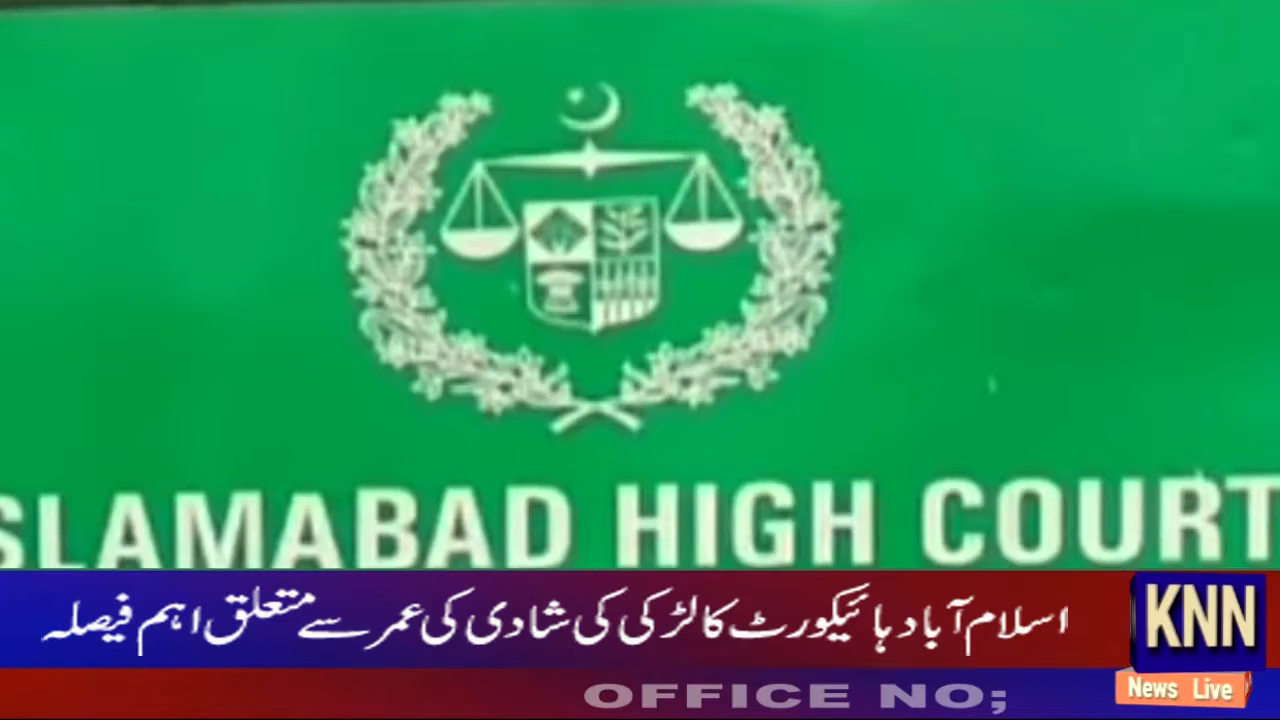 SLAMABAD HIGH COURT
اسلام آباد ہائیکورٹ کا لڑکی کی شادی کی عمر سے متعلق اہم فیصلہ
KNN
News Live
OFFICE NO;